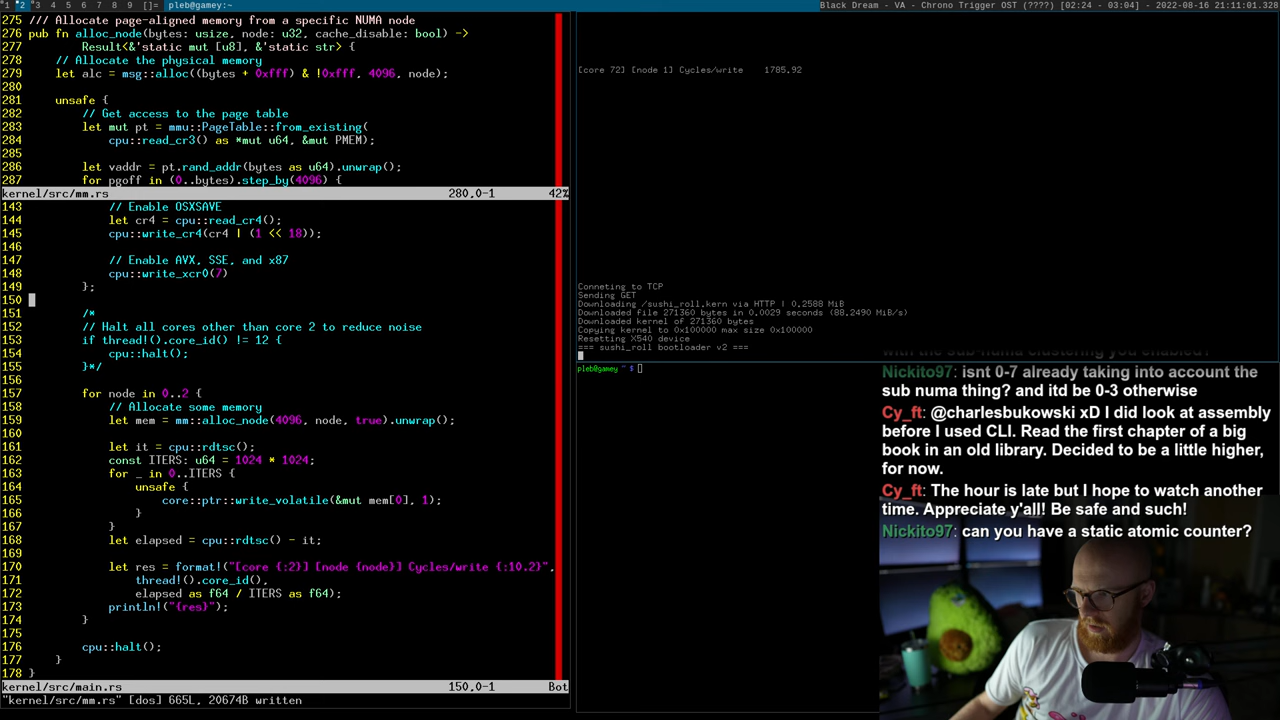 1 2 3 4 5 6 7 8 9 []= pleb@gamey:~
Black Dream - VA - Chrono Trigger OST (????) [02:24 - 03:04] - 2022-08-16 21:11:01.328
275 /// Allocate page-aligned memory from a specific NUMA node
276 pub fn alloc_node(bytes: usize, node: u32, cache_disable: bool) ->
277         Result<&'static mut [u8], &'static str> {
278     // Allocate the physical memory
279     let alc = msg::alloc((bytes + 0xfff) & !0xfff, 4096, node);
280
281     unsafe {
282         // Get access to the page table
283         let mut pt = mmu::PageTable::from_existing(
284             cpu::read_cr3() as *mut u64, &mut PMEM);
285
286         let vaddr = pt.rand_addr(bytes as u64).unwrap();
287         for pgoff in (0..bytes).step_by(4096) {
kernel/src/mm.rs 280,0-1 42%
143             // Enable OSXSAVE
144             let cr4 = cpu::read_cr4();
145             cpu::write_cr4(cr4 | (1 << 18));
146
147             // Enable AVX, SSE, and x87
148             cpu::write_xcr0(7)
149         };
150
151         /*
152         // Halt all cores other than core 2 to reduce noise
153         if thread!().core_id() != 12 {
154             cpu::halt();
155         }*/
156
157         for node in 0..2 {
158             // Allocate some memory
159             let mem = mm::alloc_node(4096, node, true).unwrap();
160
161             let it = cpu::rdtsc();
162             const ITERS: u64 = 1024 * 1024;
163             for _ in 0..ITERS {
164                 unsafe {
165                     core::ptr::write_volatile(&mut mem[0], 1);
166                 }
167             }
168             let elapsed = cpu::rdtsc() - it;
169
170             let res = format!("[core {:2}] [node {node}] Cycles/write {:10.2}",
171                 thread!().core_id(),
172                 elapsed as f64 / ITERS as f64);
173             println!("{res}");
174         }
175
176         cpu::halt();
177     }
178 }
kernel/src/main.rs 150,0-1 Bot
"kernel/src/mm.rs" [dos] 665L, 20674B written
[core 72] [node 1] Cycles/write    1785.92
Conneting to TCP
Sending GET
Downloading /sushi_roll.kern via HTTP | 0.2588 MiB
Downloaded file 271360 bytes in 0.0029 seconds (88.2490 MiB/s)
Downloaded kernel of 271360 bytes
Copying kernel to 0x100000 max size 0x100000
Resetting X540 device
=== sushi_roll bootloader v2 ===
pleb@gamey ~ $
with the sub-numa clustering you enabled?
Nickito97: isnt 0-7 already taking into account the
sub numa thing? and itd be 0-3 otherwise
Cy_ft: @charlesbukowski xD I did look at assembly
before I used CLI. Read the first chapter of a big
book in an old library. Decided to be a little higher,
for now.
Cy_ft: The hour is late but I hope to watch another
time. Appreciate y'all! Be safe and such!
Nickito97: can you have a static atomic counter?